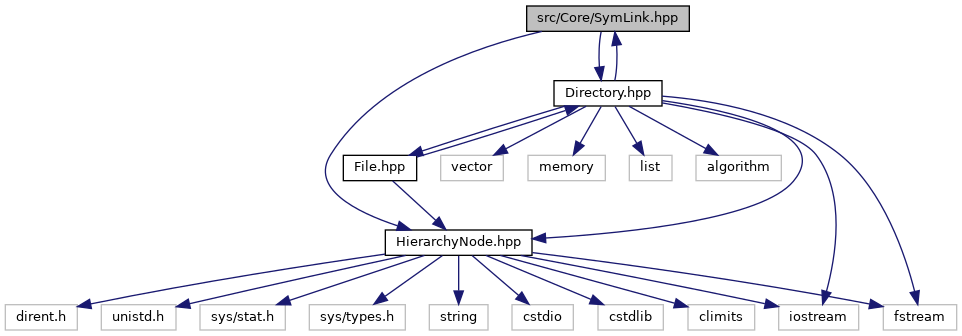 src/Core/SymLink.hpp
Directory.hpp
File.hpp
vector
memory
list
algorithm
HierarchyNode.hpp
dirent.h
unistd.h
sys/stat.h
sys/types.h
string
cstdio
cstdlib
climits
iostream
fstream